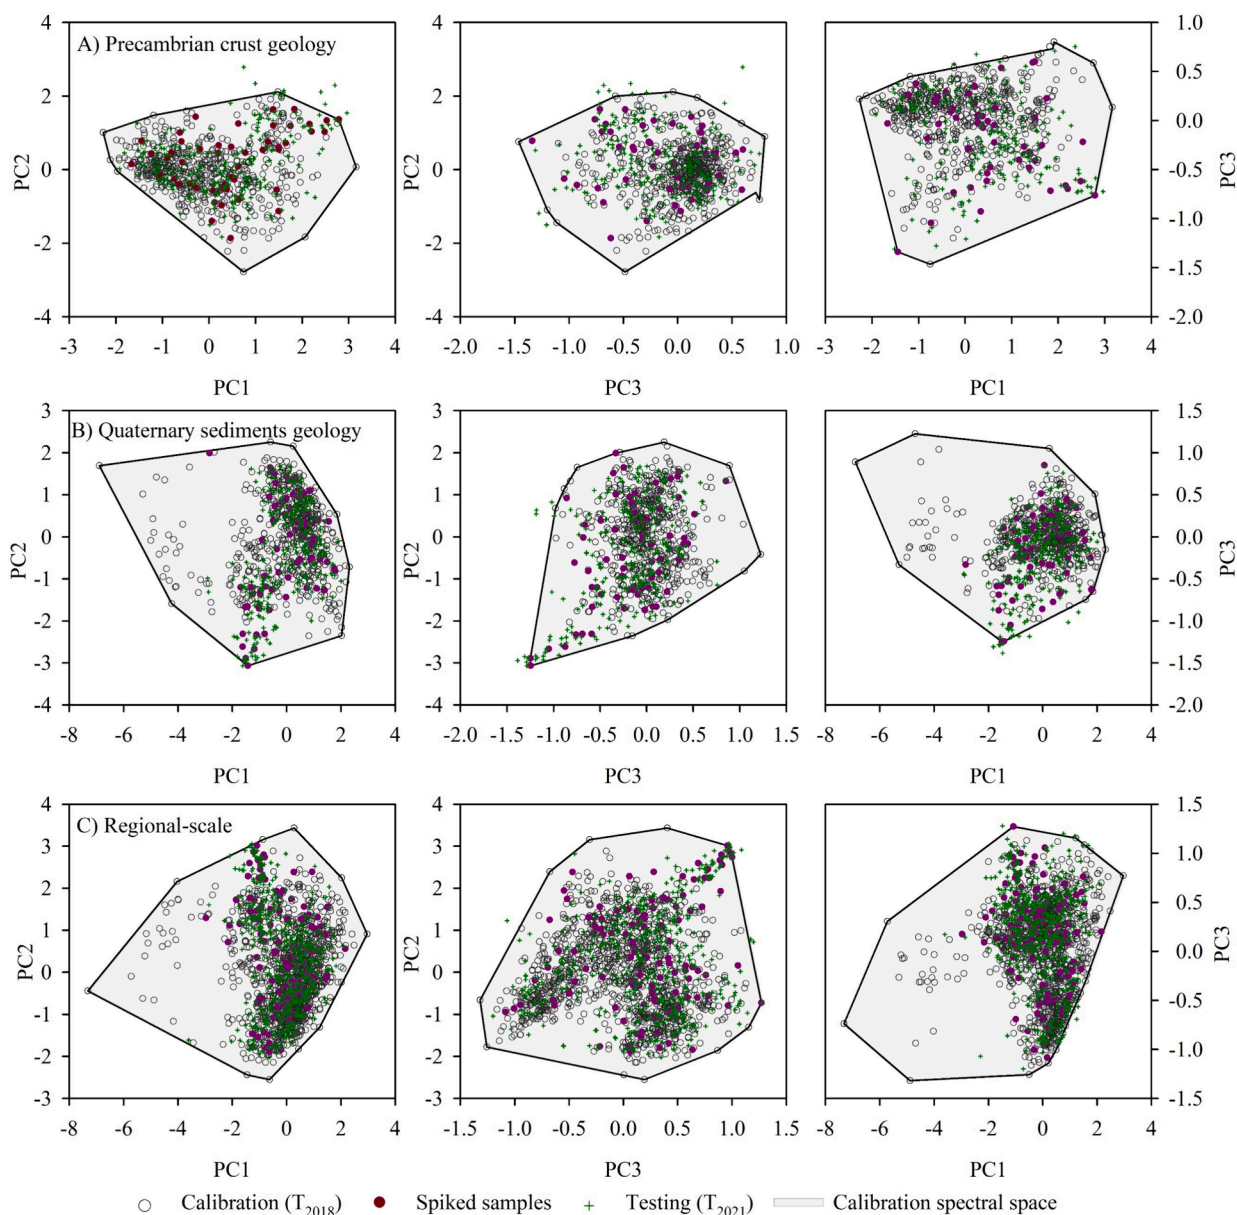 A) Precambrian crust geology
4
2
0
-2
-4
PC2
-3 -2 -1 0 1 2 3 4
PC1
4
2
0
-2
-4
PC2
-2.0 -1.5 -0.5 0.0 0.5 1.0
PC3
1.0
0.5
0.0
-0.5
-1.0
-1.5
-2.0
PC3
-3 -2 -1 0 1 2 3 4
PC1
B) Quaternary sediments geology
3
2
1
0
-1
-2
-3
-4
PC2
-8 -6 -4 -2 0 2 4
PC1
3
2
1
0
-1
-2
-3
-4
PC2
-2.0 -1.5 -1.0 -0.5 0.0 0.5 1.0 1.5
PC3
1.5
1.0
0.5
0.0
-0.5
-1.0
-1.5
-2.0
PC3
-8 -6 -4 -2 0 2 4
PC1
C) Regional-scale
4
3
2
1
0
-1
-2
-3
PC2
-8 -6 -4 -2 0 2 4
PC1
4
3
2
1
0
-1
-2
-3
PC2
-1.5 -1.0 -0.5 0.0 0.5 1.0 1.5
PC3
1.5
1.0
0.5
0.0
-0.5
-1.0
-1.5
PC3
-8 -6 -4 -2 0 2 4
PC1
Calibration (T2018) Spiked samples Testing (T2021) Calibration spectral space